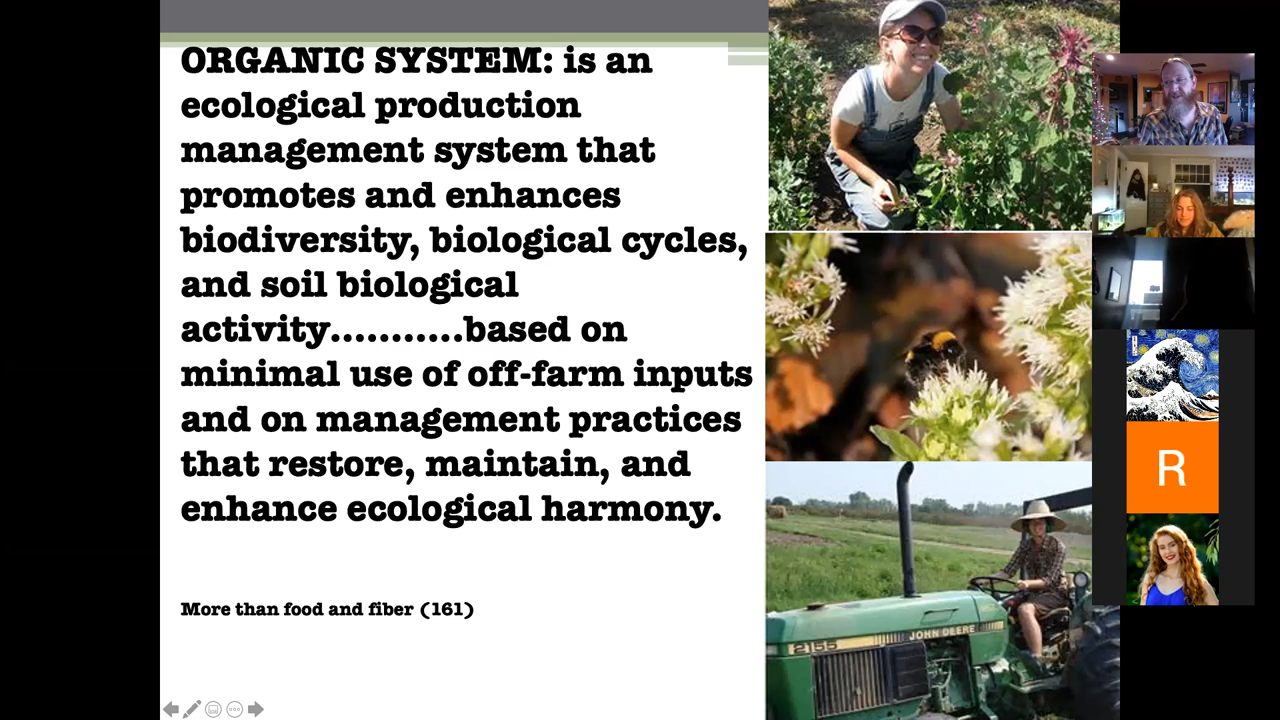 ORGANIC SYSTEM: is an
ecological production
management system that
promotes and enhances
biodiversity, biological cycles,
and soil biological
activity...........based on
minimal use of off-farm inputs
and on management practices
that restore, maintain, and
enhance ecological harmony.
More than food and fiber (161)
JOHN DEERE
2155
R